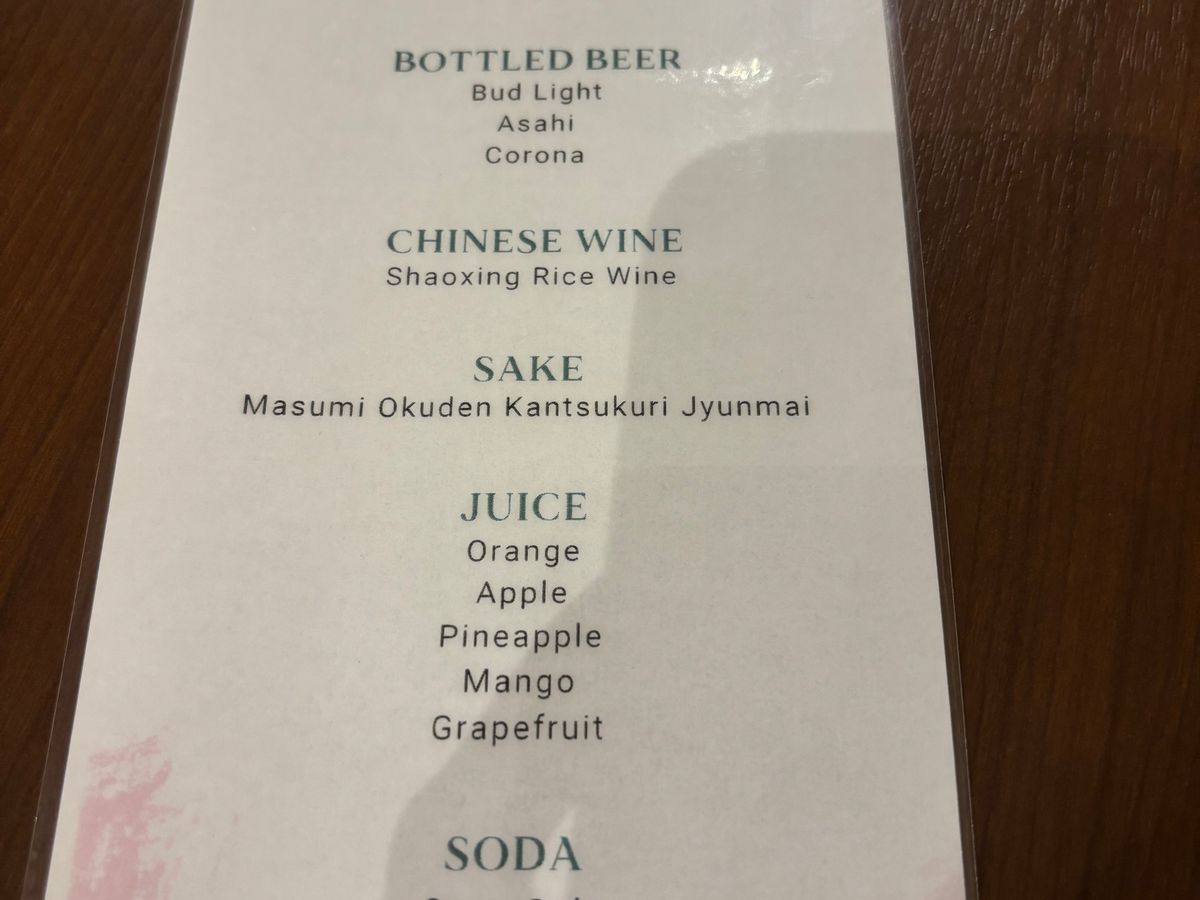 BOTTLED BEER
Bud Light
Asahi
Corona
CHINESE WINE
Shaoxing Rice Wine
SAKE
Masumi Okuden Kantsukuri Jyunmai
JUICE
Orange
Apple
Pineapple
Mango
Grapefruit
SODA